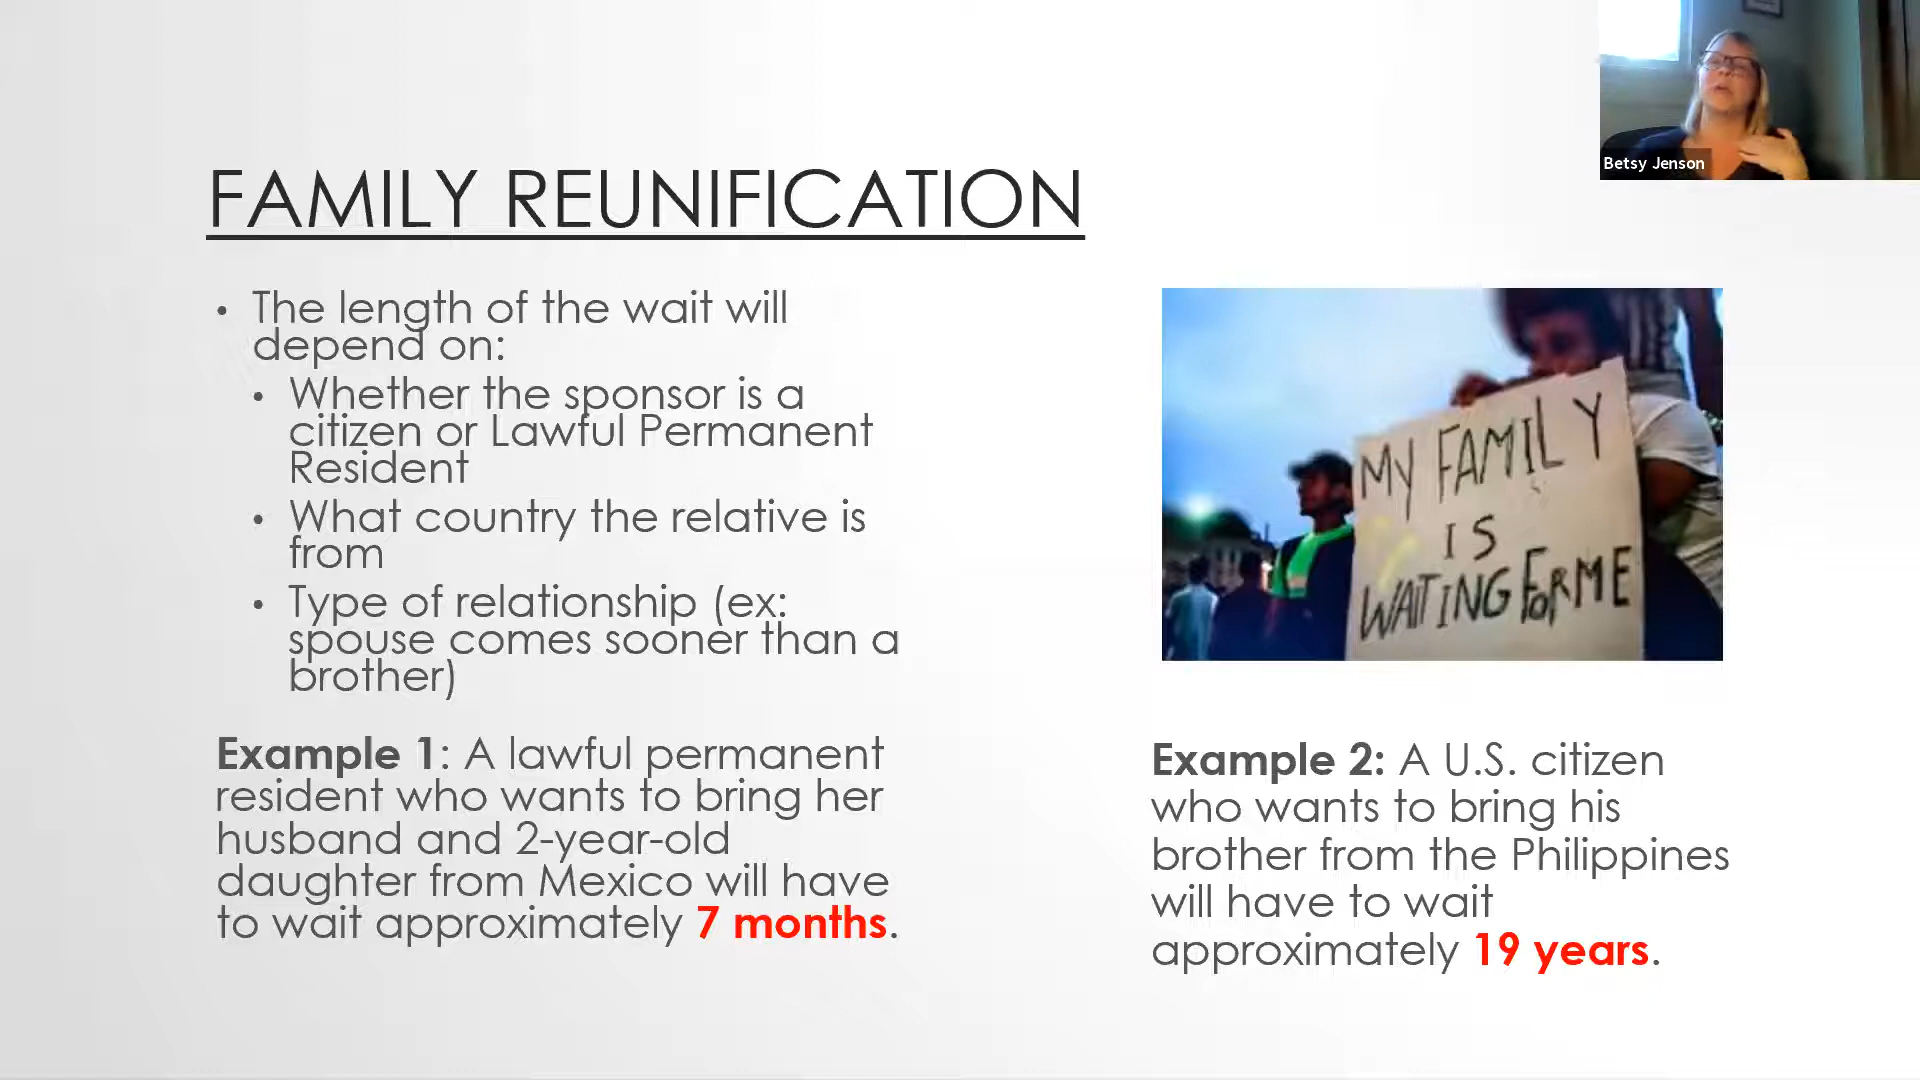 Betsy Jenson
FAMILY REUNIFICATION
• The length of the wait will
depend on:
• Whether the sponsor is a
citizen or Lawful Permanent
Resident
• What country the relative is
from
• Type of relationship (ex:
spouse comes sooner than a
brother)
Example 1: A lawful permanent
resident who wants to bring her
husband and 2-year-old
daughter from Mexico will have
to wait approximately 7 months.
MY FAMILY
IS
WAITING FOR ME
Example 2: A U.S. citizen
who wants to bring his
brother from the Philippines
will have to wait
approximately 19 years.